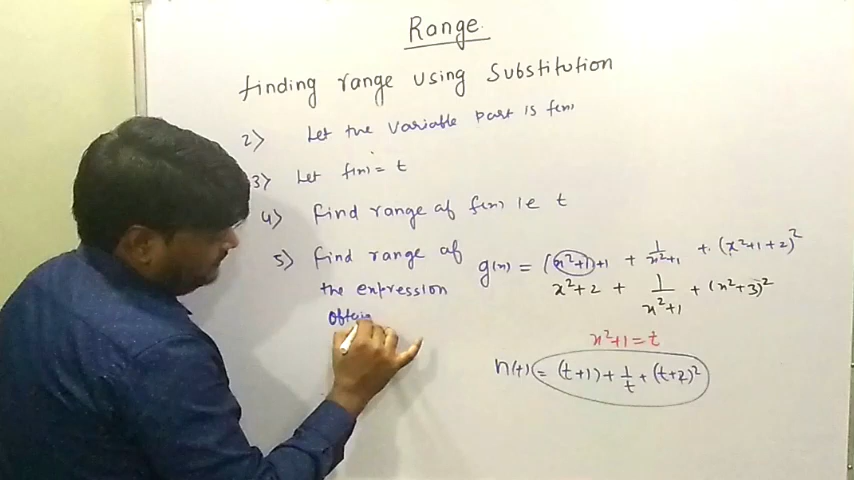 Range.
finding range using Substitution
2) Let the variable part is f(x)
3) Let f(x) = t
4) find range of f(x) i.e t
5) find range of
the expression
obtain
g(x) = (x²+1)+1 + 1/x²+1 + (x²+1+2)²
x²+2 + 1/x²+1 + (x²+3)²
x²+1 = t
h(t) = (t+1) + 1/t + (t+2)²